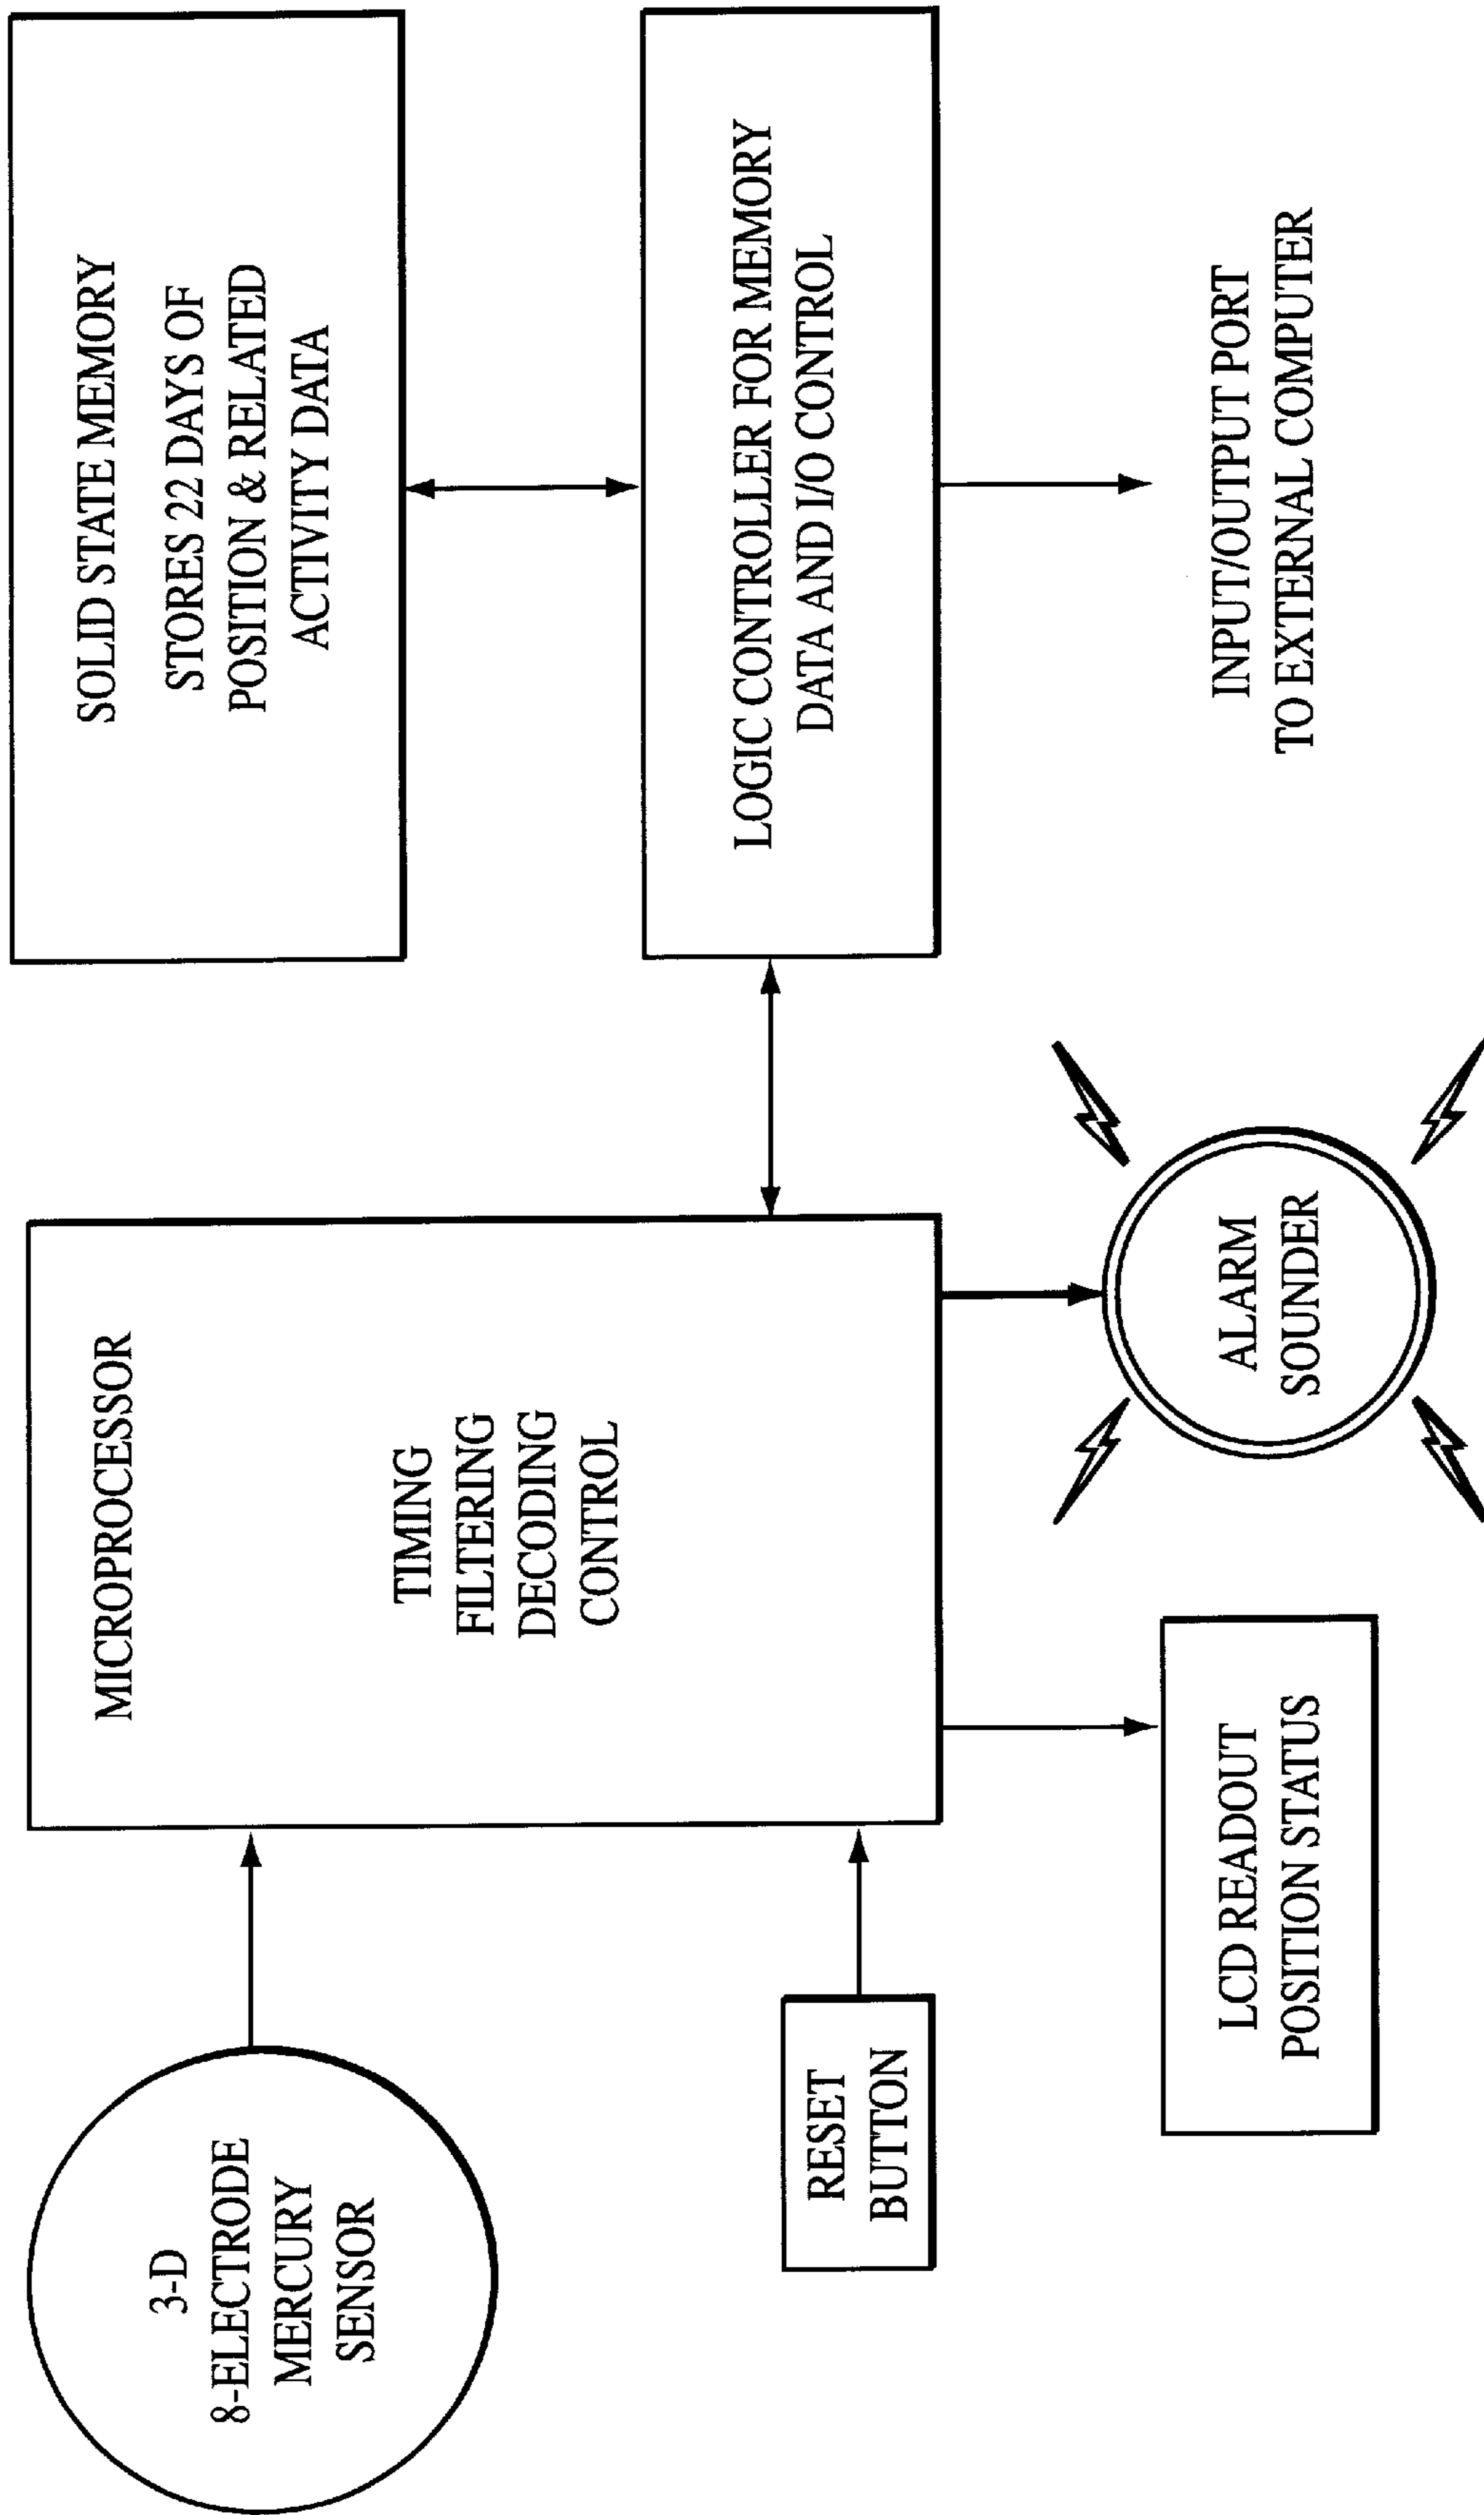 3-D
8-ELECTRODE
MERCURY
SENSOR
RESET
BUTTON
MICROPROCESSOR
TIMING
FILTERING
DECODING
CONTROL
LCD READOUT
POSITION STATUS
ALARM
SOUNDER
SOLID STATE MEMORY
STORES 22 DAYS OF
POSITION & RELATED
ACTIVITY DATA
LOGIC CONTROLLER FOR MEMORY
DATA AND I/O CONTROL
INPUT/OUTPUT PORT
TO EXTERNAL COMPUTER